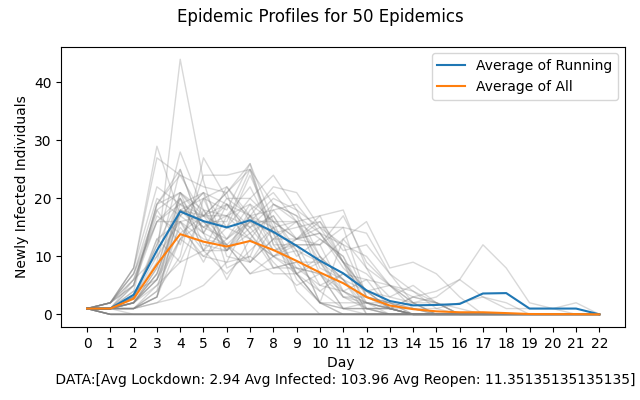 Epidemic Profiles for 50 Epidemics
Average of Running
Average of All
Newly Infected Individuals
40
30
20
10
0
0 1 2 3 4 5 6 7 8 9 10 11 12 13 14 15 16 17 18 19 20 21 22
Day
DATA:[Avg Lockdown: 2.94 Avg Infected: 103.96 Avg Reopen: 11.35135135135135]